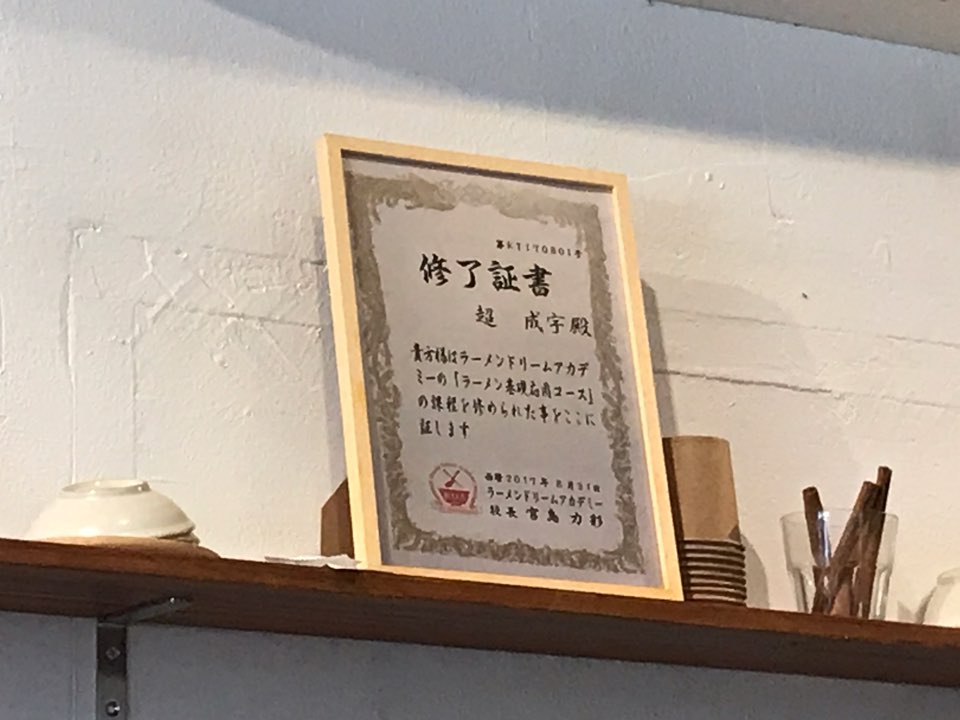 第KY170801号
修了証書
超 成宇殿
貴方様はラーメンドリームアカデ
ミーの「ラーメン基礎応用コース」
の課程を修められた事をここに
証します
西暦2017年8月31日
ラーメンドリームアカデミー
校長 宮島 力彩